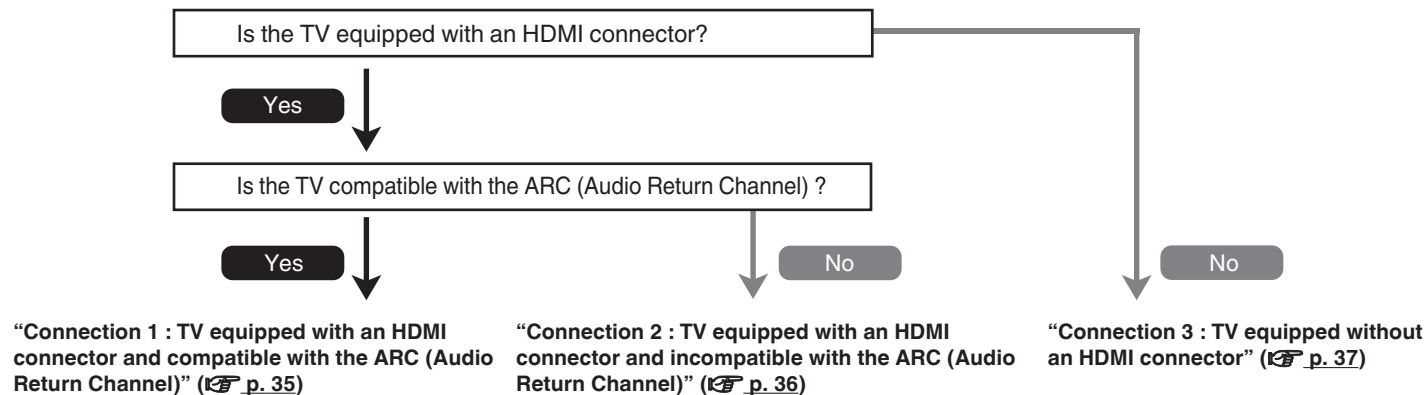 Is the TV equipped with an HDMI connector?
Yes
Is the TV compatible with the ARC (Audio Return Channel) ?
Yes
No
No
“Connection 1 : TV equipped with an HDMI
connector and compatible with the ARC (Audio
Return Channel)” (☞ p. 35)
“Connection 2 : TV equipped with an HDMI
connector and incompatible with the ARC (Audio
Return Channel)” (☞ p. 36)
“Connection 3 : TV equipped without
an HDMI connector” (☞ p. 37)